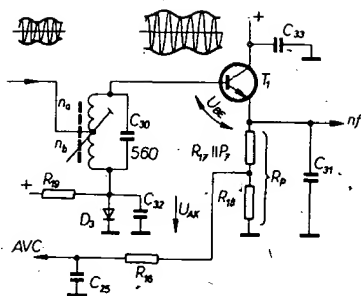 +
C33
T1
na
nb
C30
560
UBE
nf
R17 || P7
RP
R18
C31
+
R19
D3
C32
UAK
AVC
R16
C25